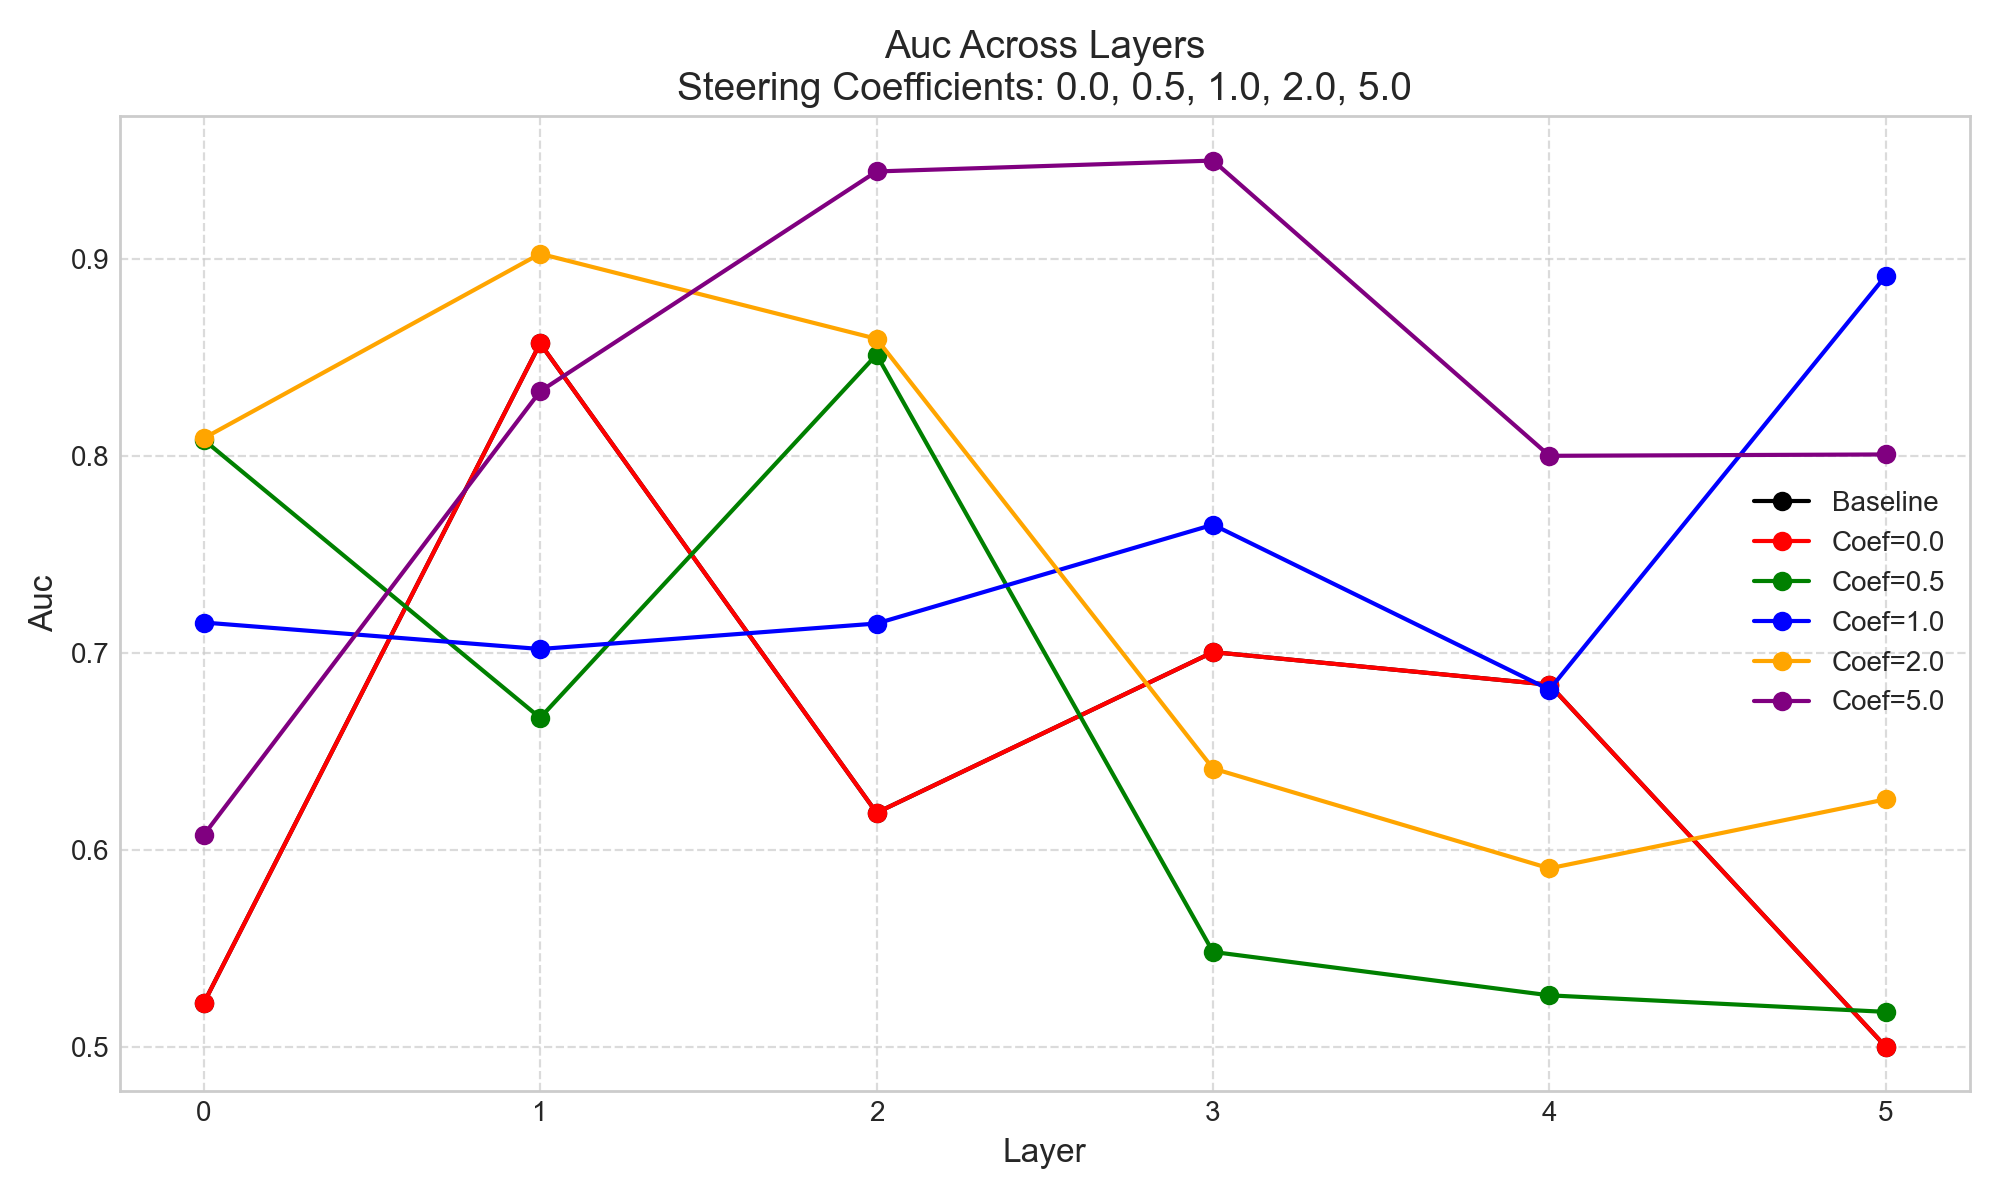 Auc Across Layers
Steering Coefficients: 0.0, 0.5, 1.0, 2.0, 5.0
Auc
0.9
0.8
0.7
0.6
0.5
Baseline
Coef=0.0
Coef=0.5
Coef=1.0
Coef=2.0
Coef=5.0
0 1 2 3 4 5
Layer